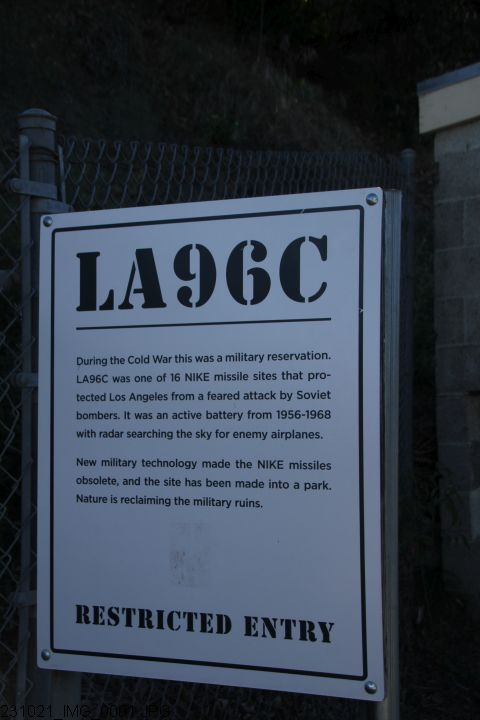 LA96C
During the Cold War this was a military reservation.
LA96C was one of 16 NIKE missile sites that pro-
tected Los Angeles from a feared attack by Soviet
bombers. It was an active battery from 1956-1968
with radar searching the sky for enemy airplanes.
New military technology made the NIKE missiles
obsolete, and the site has been made into a park.
Nature is reclaiming the military ruins.
RESTRICTED ENTRY
231021_IMG_0001.JPG